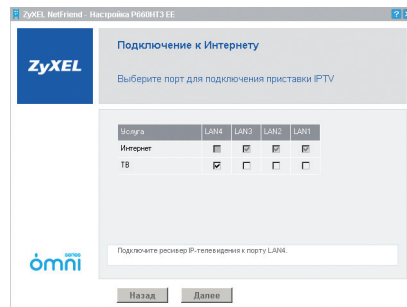 ZyXEL NetFriend - Настройка P660HT3 EE
ZyXEL
Подключение к Интернету
Выберите порт для подключения приставки IPTV
Услуга LAN4 LAN3 LAN2 LAN1
Интернет
ТВ
Подключите ресивер IP-телевидения к порту LAN4.
series
omni
Назад Далее